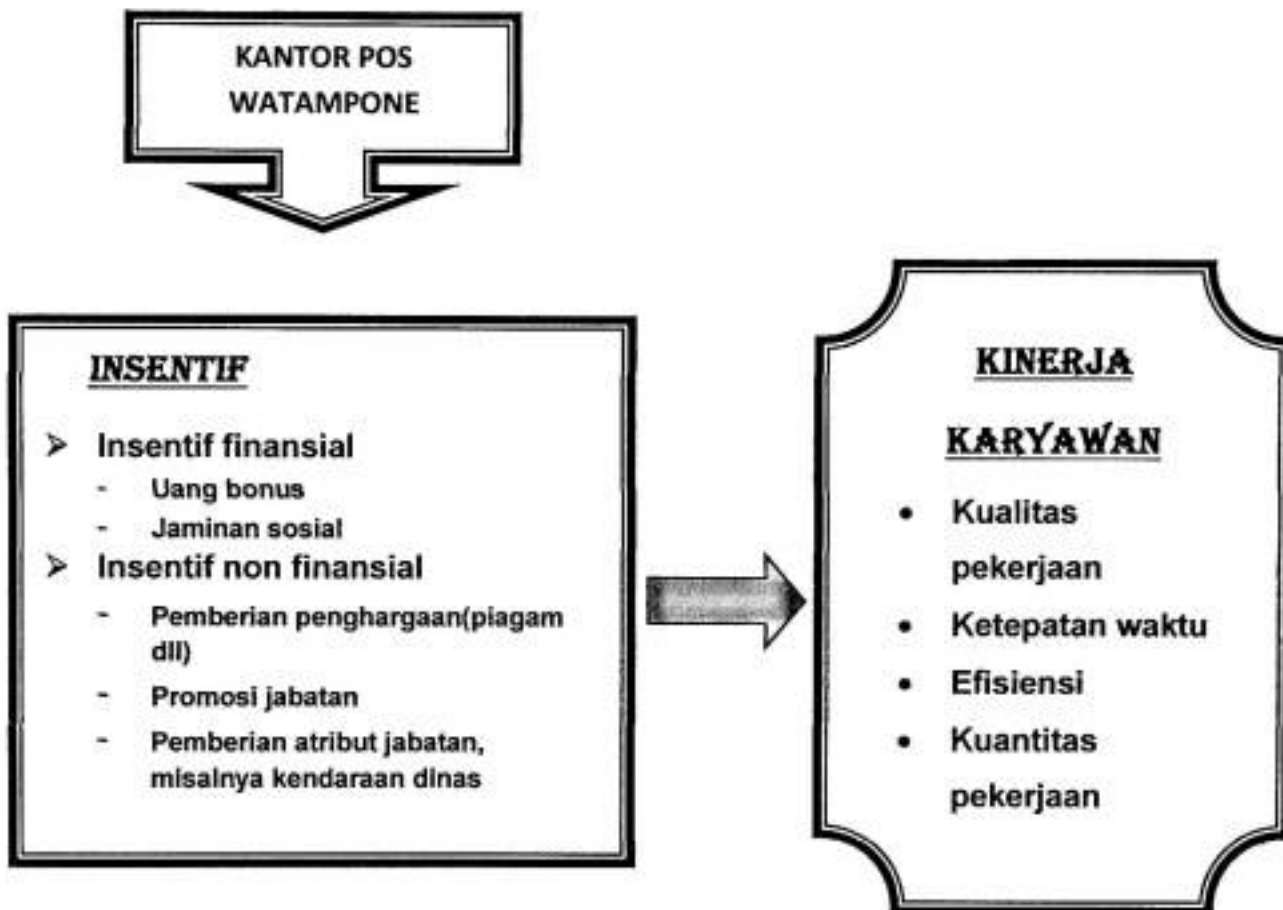 KANTOR POS
WATAMPONE
INSENTIF
➢ Insentif finansial
- Uang bonus
- Jaminan sosial
➢ Insentif non finansial
- Pemberian penghargaan(piagam
dll)
- Promosi jabatan
- Pemberian atribut jabatan,
misalnya kendaraan dinas
KINERJA
KARYAWAN
• Kualitas
pekerjaan
• Ketepatan waktu
• Efisiensi
• Kuantitas
pekerjaan